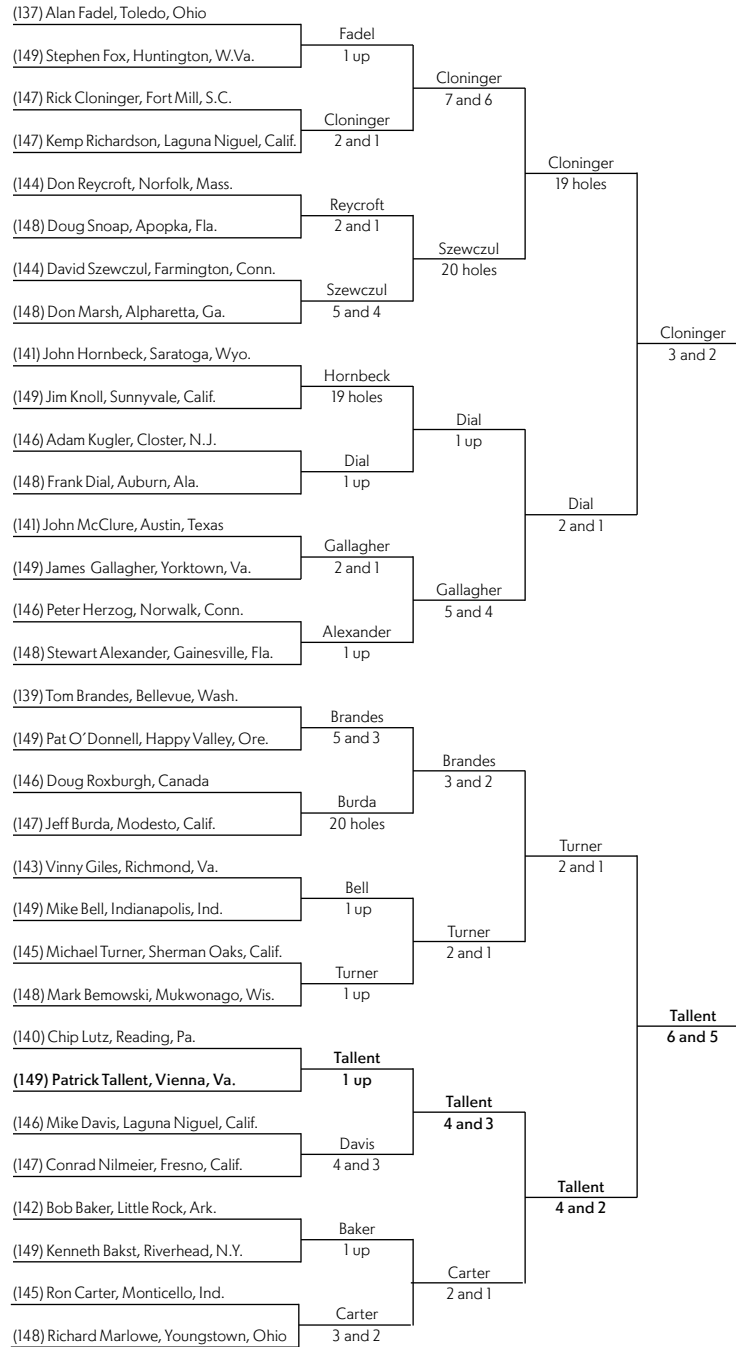 (137) Alan Fadel, Toledo, Ohio
(149) Stephen Fox, Huntington, W.Va.
(147) Rick Cloninger, Fort Mill, S.C.
(147) Kemp Richardson, Laguna Niguel, Calif.
(144) Don Reycroft, Norfolk, Mass.
(148) Doug Snoap, Apopka, Fla.
(144) David Szewczul, Farmington, Conn.
(148) Don Marsh, Alpharetta, Ga.
(141) John Hornbeck, Saratoga, Wyo.
(149) Jim Knoll, Sunnyvale, Calif.
(146) Adam Kugler, Closter, N.J.
(148) Frank Dial, Auburn, Ala.
(141) John McClure, Austin, Texas
(149) James Gallagher, Yorktown, Va.
(146) Peter Herzog, Norwalk, Conn.
(148) Stewart Alexander, Gainesville, Fla.
(139) Tom Brandes, Bellevue, Wash.
(149) Pat O'Donnell, Happy Valley, Ore.
(146) Doug Roxburgh, Canada
(147) Jeff Burda, Modesto, Calif.
(143) Vinny Giles, Richmond, Va.
(149) Mike Bell, Indianapolis, Ind.
(145) Michael Turner, Sherman Oaks, Calif.
(148) Mark Bemowski, Mukwonago, Wis.
(140) Chip Lutz, Reading, Pa.
(149) Patrick Tallent, Vienna, Va.
(146) Mike Davis, Laguna Niguel, Calif.
(147) Conrad Nilmeier, Fresno, Calif.
(142) Bob Baker, Little Rock, Ark.
(149) Kenneth Bakst, Riverhead, N.Y.
(145) Ron Carter, Monticello, Ind.
(148) Richard Marlowe, Youngstown, Ohio
Fadel
1 up
Cloninger
2 and 1
Reycroft
2 and 1
Szewczul
5 and 4
Hornbeck
19 holes
Dial
1 up
Gallagher
2 and 1
Alexander
1 up
Brandes
5 and 3
Burda
20 holes
Bell
1 up
Turner
1 up
Tallent
1 up
Davis
4 and 3
Baker
1 up
Carter
3 and 2
Cloninger
7 and 6
Szewczul
20 holes
Dial
1 up
Gallagher
5 and 4
Brandes
3 and 2
Turner
2 and 1
Tallent
4 and 3
Carter
2 and 1
Cloninger
19 holes
Dial
2 and 1
Turner
2 and 1
Tallent
4 and 2
Cloninger
3 and 2
Tallent
6 and 5